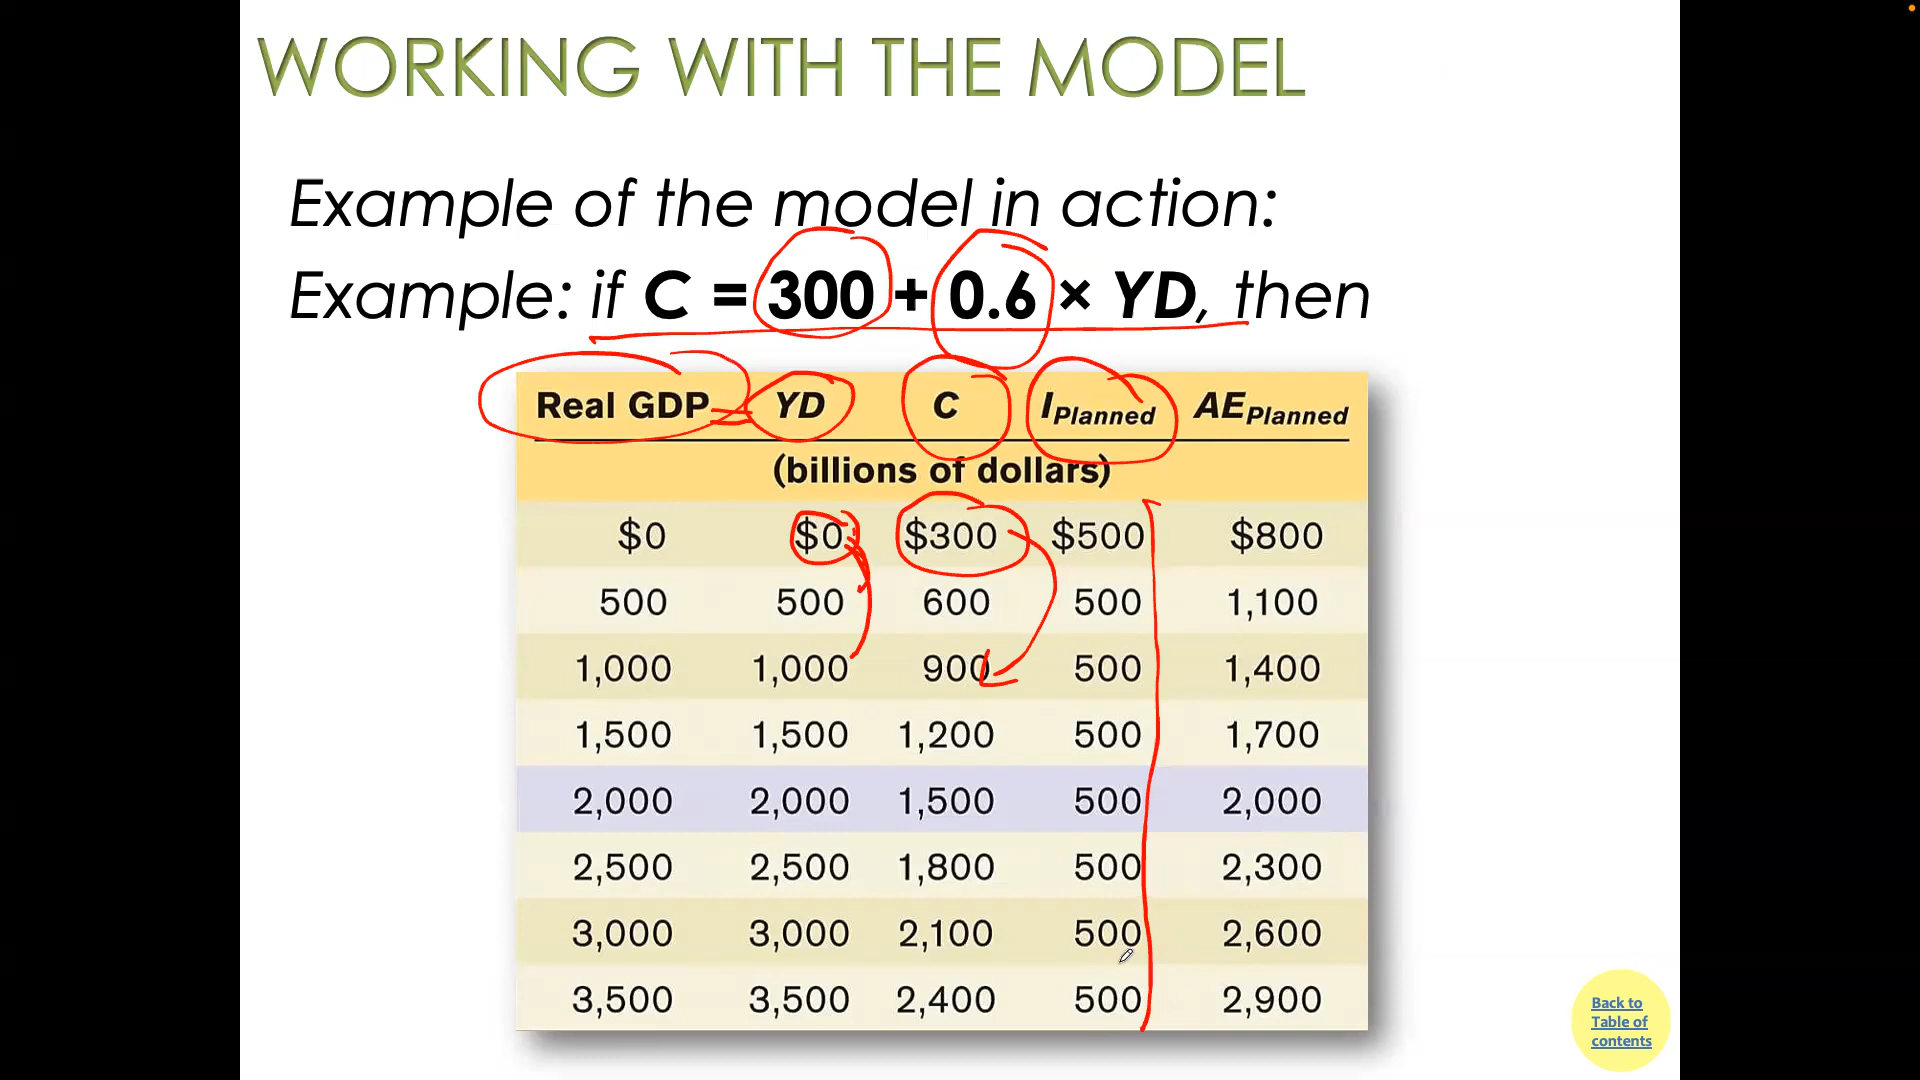 WORKING WITH THE MODEL
Example of the model in action:
Example: if C = 300 + 0.6 × YD, then
Real GDP YD C IPlanned AEPlanned
(billions of dollars)
$0 $0 $300 $500 $800
500 500 600 500 1,100
1,000 1,000 900 500 1,400
1,500 1,500 1,200 500 1,700
2,000 2,000 1,500 500 2,000
2,500 2,500 1,800 500 2,300
3,000 3,000 2,100 500 2,600
3,500 3,500 2,400 500 2,900
Back to
Table of
contents